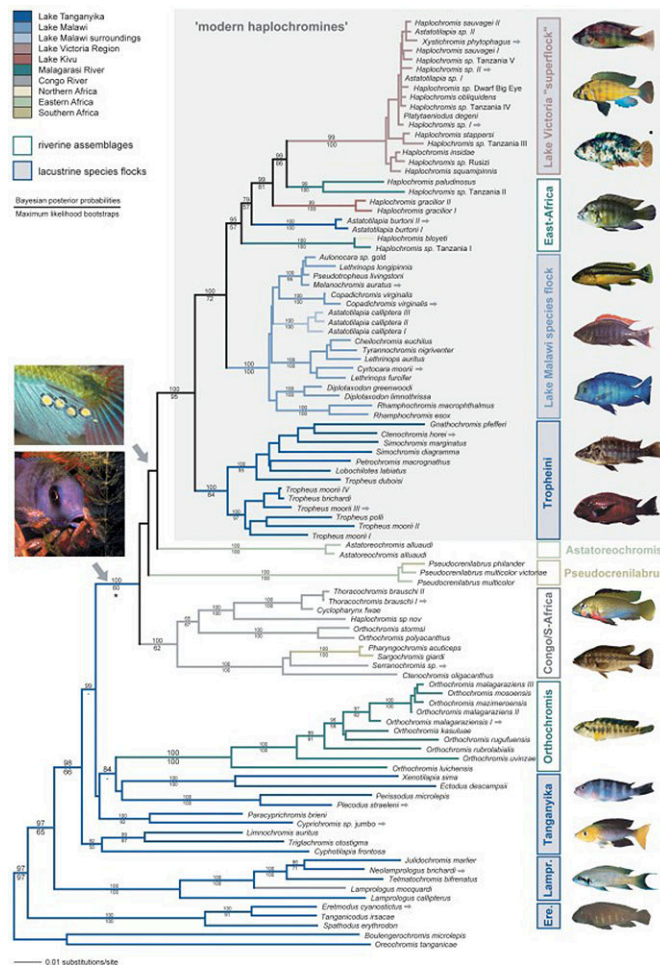 Lake Tanganyika
Lake Malawi
Lake Malawi surroundings
Lake Victoria Region
Lake Kivu
Malagarasi River
Congo River
Northern Africa
Eastern Africa
Southern Africa
riverine assemblages
lacustrine species flocks
Bayesian posterior probabilities
Maximum likelihood bootstraps
'modern haplochromines'
Haplochromis sauvagei II
Astatotilapia sp. II
Xystichromis phytophagus ⇨
Haplochromis sauvagei I
Haplochromis sp. Tanzania V
Haplochromis sp. II ⇨
Astatotilapia sp. I
Haplochromis sp. Dwarf Big Eye
Haplochromis obliquidens
Haplochromis sp. Tanzania IV
Platytaeniodus degeni
Haplochromis sp. I ⇨
Haplochromis stappersi
Haplochromis sp. Tanzania III
Haplochromis insidae
Haplochromis sp. Rusizi
Haplochromis squamipinnis
Haplochromis paludinosus
Haplochromis sp. Tanzania II
Haplochromis gracilior II
Haplochromis gracilior I
Astatotilapia burtoni II ⇨
Astatotilapia burtoni I
Haplochromis bloyeti
Haplochromis sp. Tanzania I
Aulonocara sp. gold
Lethrinops longipinnis
Pseudotropheus livingstoni
Melanochromis auratus ⇨
Copadichromis virginalis
Copadichromis virginalis ⇨
Astatotilapia calliptera III
Astatotilapia calliptera II
Astatotilapia calliptera I
Cheilochromis euchilus
Tyrannochromis nigriventer
Lethrinops auritus
Cyrtocara moorii ⇨
Lethrinops furcifer
Diplotaxodon greenwoodi
Diplotaxodon limnothrissa
Rhamphochromis macrophthalmus
Rhamphochromis esox
Gnathochromis pfefferi
Ctenochromis horei ⇨
Simochromis marginatus
Simochromis diagramma
Petrochromis macrognathus
Lobochilotes labiatus
Tropheus duboisi
Tropheus moorii IV
Tropheus brichardi
Tropheus moorii III ⇨
Tropheus polli
Tropheus moorii II
Tropheus moorii I
Astatoreochromis alluaudi
Astatoreochromis alluaudi
Pseudocrenilabrus philander
Pseudocrenilabrus multicolor victoriae
Pseudocrenilabrus multicolor
Thoracochromis brauschi II
Thoracochromis brauschi I ⇨
Cyclopharynx fwae
Haplochromis sp nov
Orthochromis stormsi
Orthochromis polyacanthus
Pharyngochromis acuticeps
Sargochromis giardi
Serranochromis sp. ⇨
Ctenochromis oligacanthus
Orthochromis malagaraziensis III
Orthochromis mosoensis
Orthochromis mazimeroensis
Orthochromis malagaraziensis II
Orthochromis malagaraziensis I ⇨
Orthochromis kasuluae
Orthochromis rugufuensis
Orthochromis rubrolabialis
Orthochromis uvinzae
Orthochromis luichensis
Xenotilapia sima
Ectodus descampsii
Perissodus microlepis
Plecodus straeleni ⇨
Paracyprichromis brieni
Cyprichromis sp. jumbo ⇨
Limnochromis auritus
Triglachromis otostigma
Cyphotilapia frontosa
Julidochromis marlier
Neolamprologus brichardi ⇨
Telmatochromis bifrenatus
Lamprologus mocquardi
Lamprologus callipterus
Eretmodus cyanostictus ⇨
Tanganicodus irsacae
Spathodus erythrodon
Boulengerochromis microlepis
Oreochromis tanganicae
Lake Victoria "superflock"
East-Africa
Lake Malawi species flock
Tropheini
Astatoreochromis
Pseudocrenilabrus
Congo/S-Africa
Orthochromis
Tanganyika
Lampr.
Ere.
0.01 substitutions/site